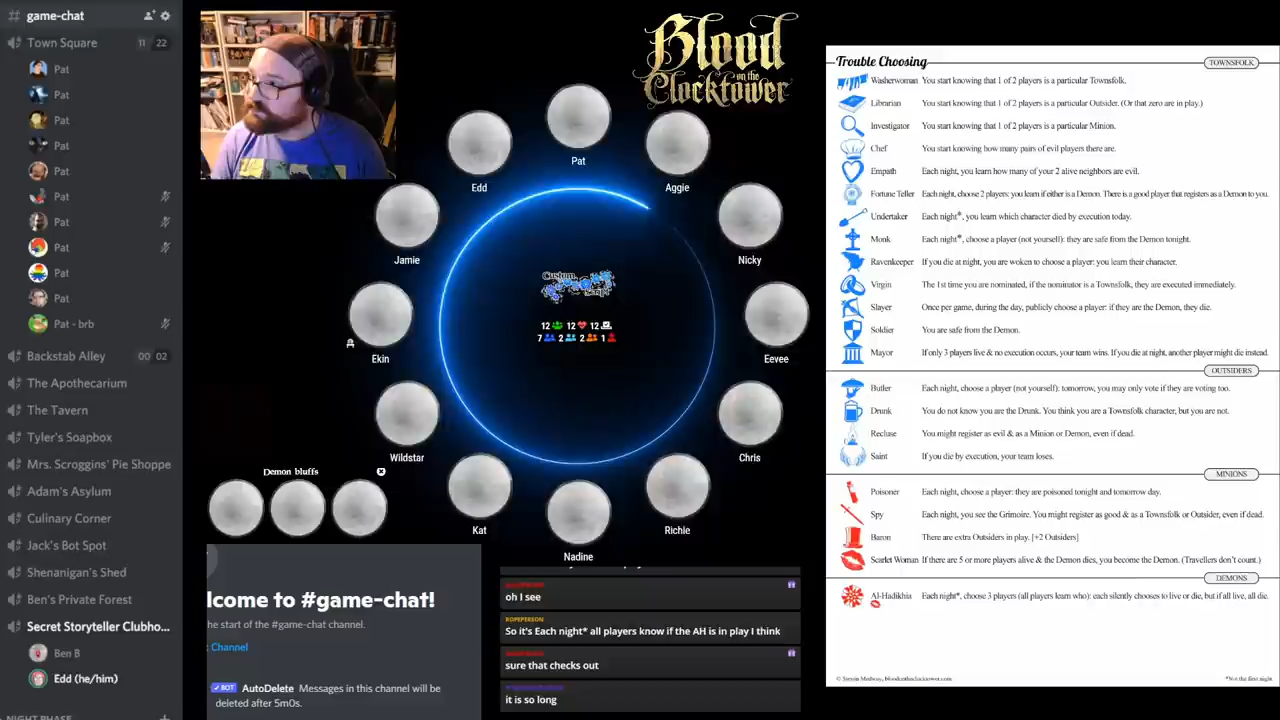 game-chat
Town Square 11 22
Pat
Pat
Pat
Pat
Pat
Pat
Pat
Pat
Pat
Pat - brb
Backstab Alley 00 02
The Apothecarium
The Tavern
Tyler's Soapbox
Mrs. Scroggins' Pie Shoppe
Adam's Asylum
Culinary Corner
Jack's Bot Spot
Shenanigan's Shed
Ben's Pyre Forest
Secret Storyteller Clubho...
Ben B
Edd (he/him)
NIGHT PHASE
Blood
on the
Clocktower
Pat
Edd
Aggie
Jamie
Nicky
Ekin
Eevee
Wildstar
Chris
Kat
Richie
Nadine
Custom
Script
12 12 12
7 2 2 1
Demon bluffs
lcome to #game-chat!
he start of the #game-chat channel.
Channel
BOT AutoDelete Messages in this channel will be
deleted after 5m0s.
oh I see
ROPEPERSON
So it's Each night* all players know if the AH is in play I think
sure that checks out
it is so long
Trouble Choosing
TOWNSFOLK
Washerwoman You start knowing that 1 of 2 players is a particular Townsfolk.
Librarian You start knowing that 1 of 2 players is a particular Outsider. (Or that zero are in play.)
Investigator You start knowing that 1 of 2 players is a particular Minion.
Chef You start knowing how many pairs of evil players there are.
Empath Each night, you learn how many of your 2 alive neighbors are evil.
Fortune Teller Each night, choose 2 players: you learn if either is a Demon. There is a good player that registers as a Demon to you.
Undertaker Each night*, you learn which character died by execution today.
Monk Each night*, choose a player (not yourself): they are safe from the Demon tonight.
Ravenkeeper If you die at night, you are woken to choose a player: you learn their character.
Virgin The 1st time you are nominated, if the nominator is a Townsfolk, they are executed immediately.
Slayer Once per game, during the day, publicly choose a player: if they are the Demon, they die.
Soldier You are safe from the Demon.
Mayor If only 3 players live & no execution occurs, your team wins. If you die at night, another player might die instead.
OUTSIDERS
Butler Each night, choose a player (not yourself): tomorrow, you may only vote if they are voting too.
Drunk You do not know you are the Drunk. You think you are a Townsfolk character, but you are not.
Recluse You might register as evil & as a Minion or Demon, even if dead.
Saint If you die by execution, your team loses.
MINIONS
Poisoner Each night, choose a player: they are poisoned tonight and tomorrow day.
Spy Each night, you see the Grimoire. You might register as good & as a Townsfolk or Outsider, even if dead.
Baron There are extra Outsiders in play. [+2 Outsiders]
Scarlet Woman If there are 5 or more players alive & the Demon dies, you become the Demon. (Travellers don't count.)
DEMONS
Al-Hadikhia Each night*, choose 3 players (all players learn who): each silently chooses to live or die, but if all live, all die.
© Steven Medway, bloodontheclocktower.com
*Not the first night